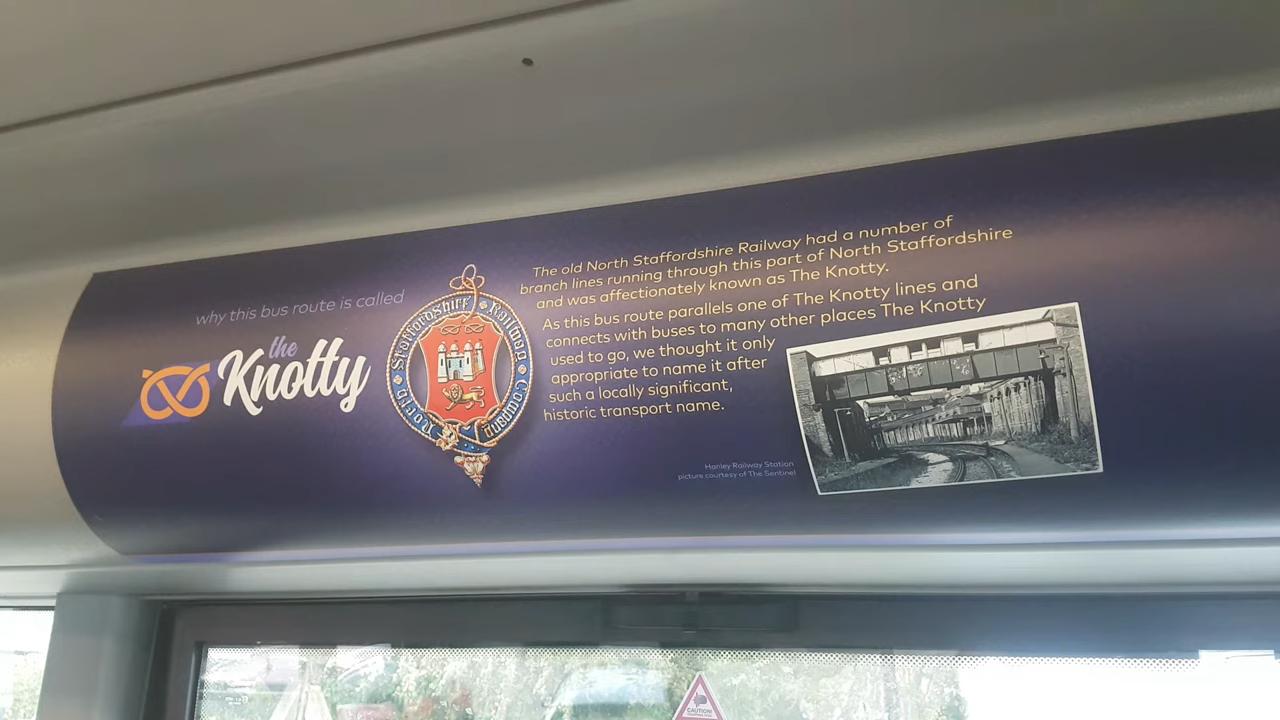 why this bus route is called
the
Knotty
North Staffordshire Railway Company
The old North Staffordshire Railway had a number of
branch lines running through this part of North Staffordshire
and was affectionately known as The Knotty.
As this bus route parallels one of The Knotty lines and
connects with buses to many other places The Knotty
used to go, we thought it only
appropriate to name it after
such a locally significant,
historic transport name.
Hanley Railway Station
picture courtesy of The Sentinel
CAUTION!